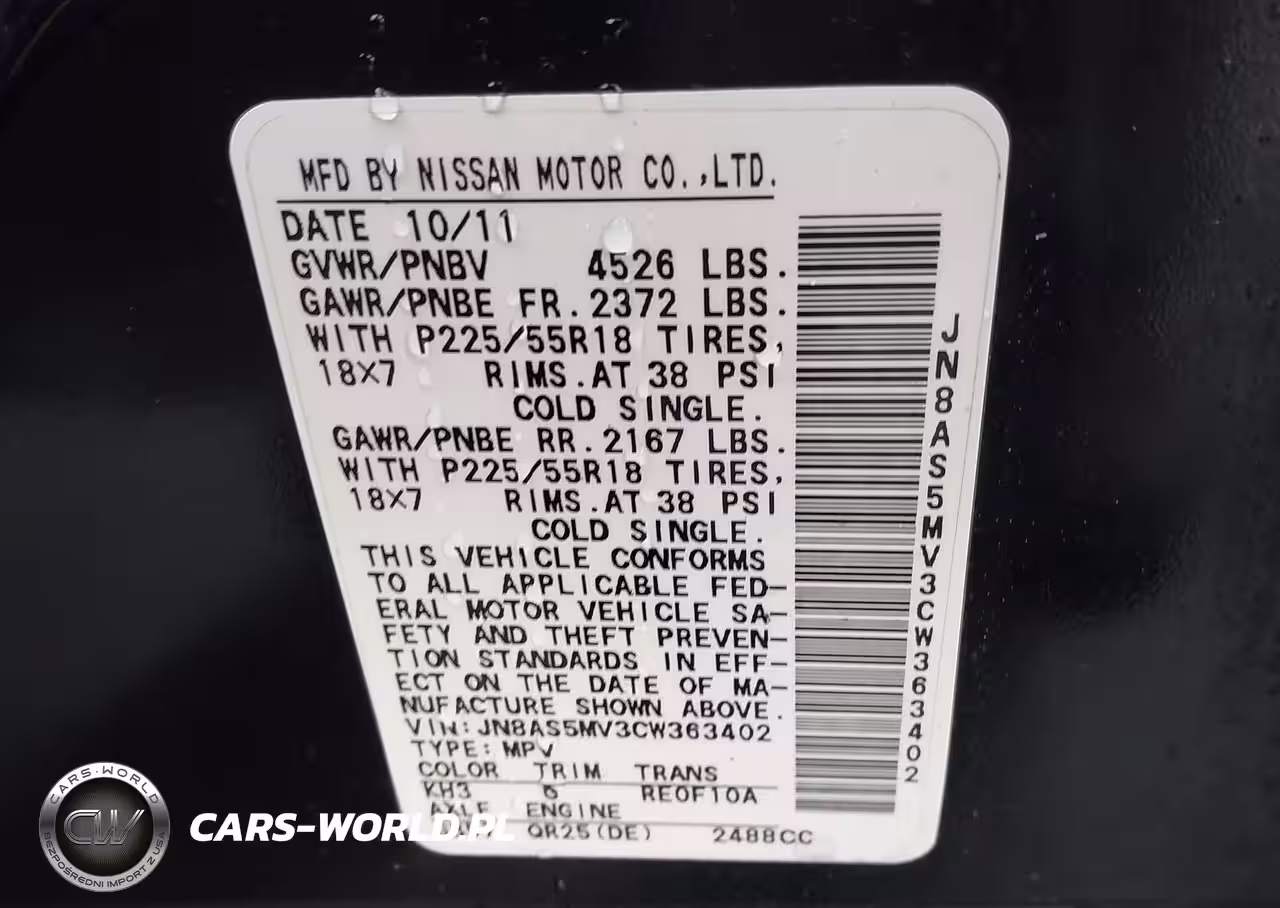 MFD BY NISSAN MOTOR CO.,LTD.
DATE 10/11
GVWR/PNBV 4526 LBS.
GAWR/PNBE FR.2372 LBS.
WITH P225/55R18 TIRES,
18X7 RIMS.AT 38 PSI
COLD SINGLE.
GAWR/PNBE RR.2167 LBS.
WITH P225/55R18 TIRES,
18X7 RIMS.AT 38 PSI
COLD SINGLE.
THIS VEHICLE CONFORMS
TO ALL APPLICABLE FED-
ERAL MOTOR VEHICLE SA-
FETY AND THEFT PREVEN-
TION STANDARDS IN EFF-
ECT ON THE DATE OF MA-
NUFACTURE SHOWN ABOVE.
VIN:JN8AS5MV3CW363402
TYPE:MPV
COLOR TRIM TRANS
KH3 RE0F10A
AXLE ENGINE
QR25(DE) 2488CC
JN8AS5MV3CW363402
CARS-WORLD
CW
BEZPOŚREDNI IMPORT Z USA
CARS-WORLD.PL